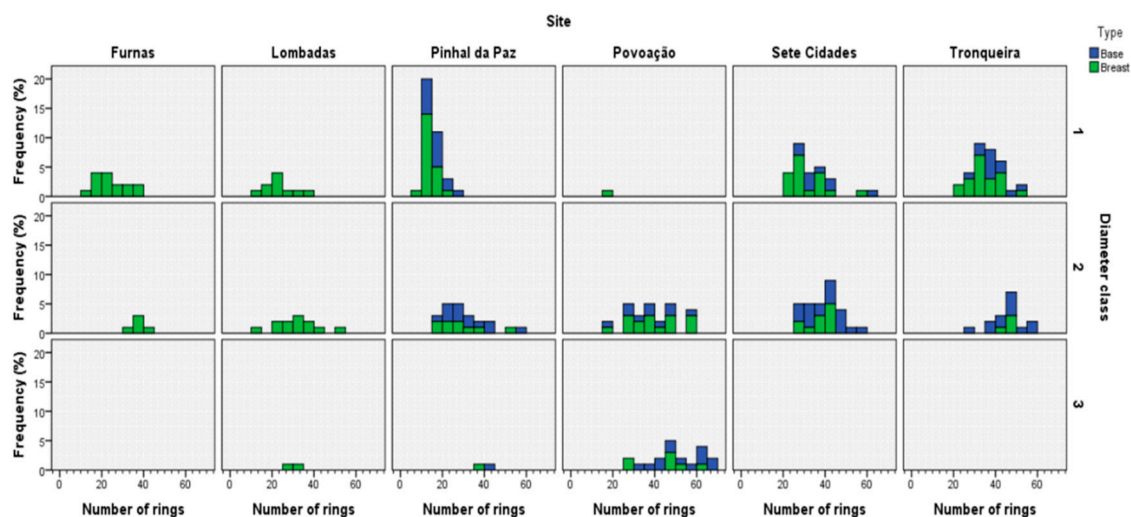 Site
Type
Furnas Lombadas Pinhal da Paz Povoação Sete Cidades Tronqueira
Base
Breast
Frequency (%)
20
15
10
5
0
1
Frequency (%)
20
15
10
5
0
2
Diameter class
Frequency (%)
20
15
10
5
0
3
0 20 40 60 0 20 40 60 0 20 40 60 0 20 40 60 0 20 40 60 0 20 40 60
Number of rings Number of rings Number of rings Number of rings Number of rings Number of rings